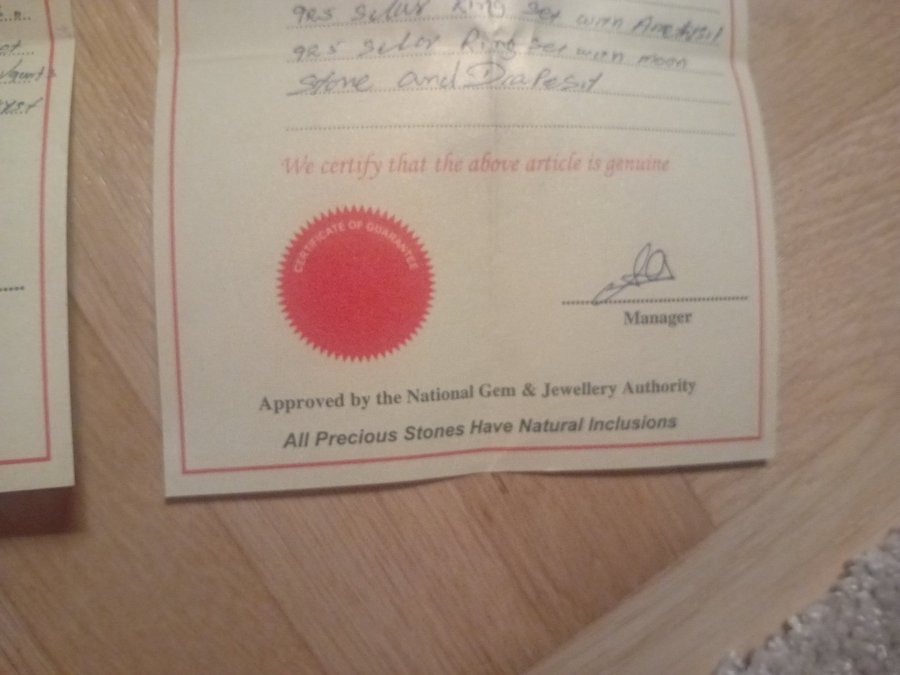 925 Silver Ring Set with Amethyst
925 Silver Ring Set with moon
Stone and
We certify that the above article is genuine
CERTIFICATE OF GUARANTEE
Manager
Approved by the National Gem & Jewellery Authority
All Precious Stones Have Natural Inclusions